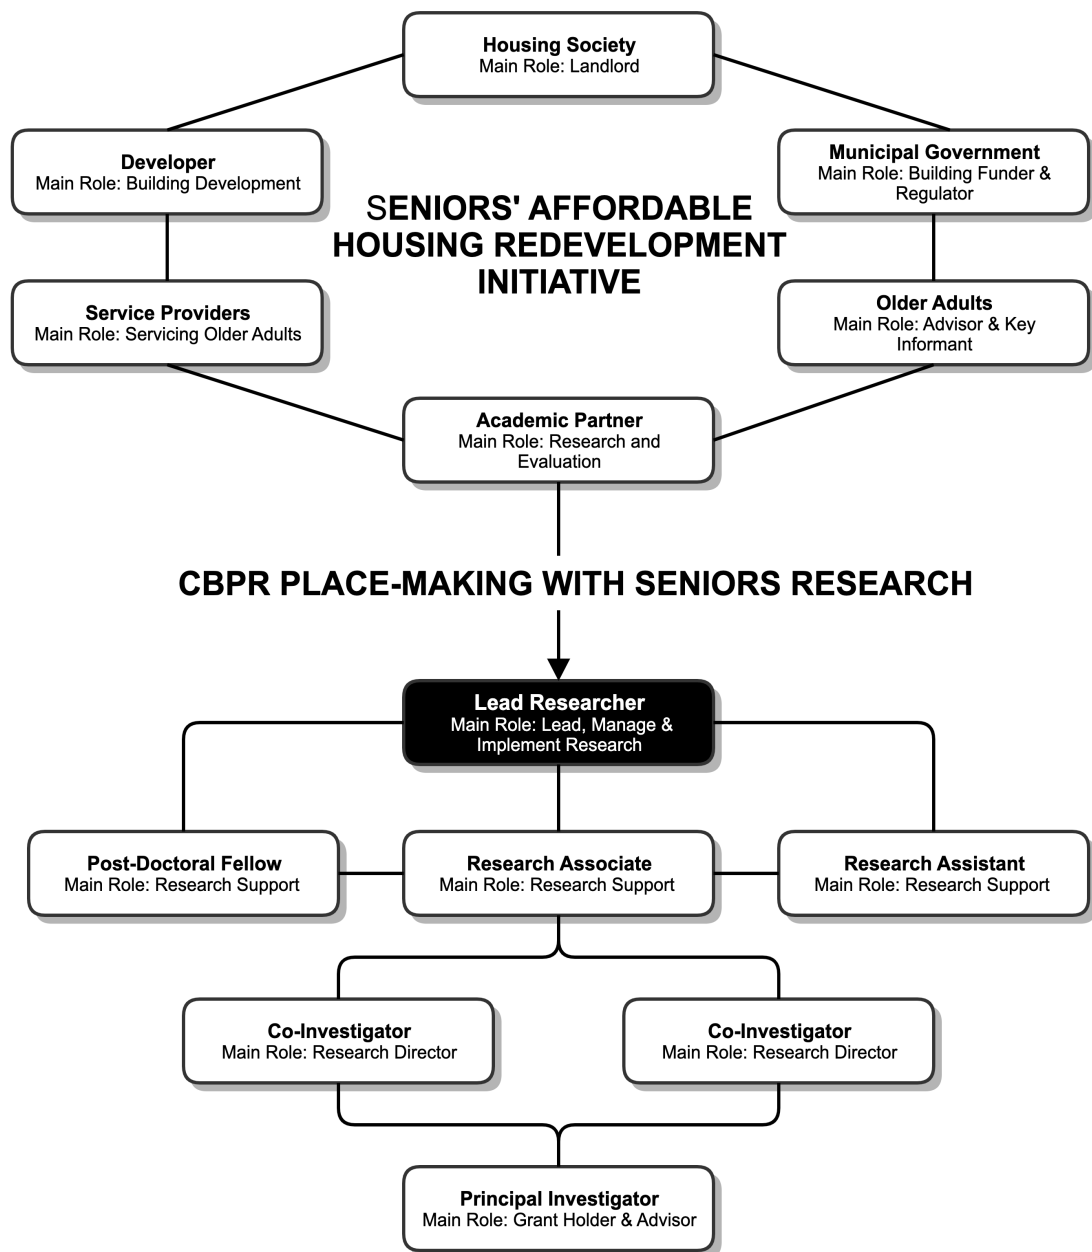 Housing Society
Main Role: Landlord
Developer
Main Role: Building Development
Municipal Government
Main Role: Building Funder &
Regulator
SENIORS' AFFORDABLE
HOUSING REDEVELOPMENT
INITIATIVE
Service Providers
Main Role: Servicing Older Adults
Older Adults
Main Role: Advisor & Key
Informant
Academic Partner
Main Role: Research and
Evaluation
CBPR PLACE-MAKING WITH SENIORS RESEARCH
Lead Researcher
Main Role: Lead, Manage &
Implement Research
Post-Doctoral Fellow
Main Role: Research Support
Research Associate
Main Role: Research Support
Research Assistant
Main Role: Research Support
Co-Investigator
Main Role: Research Director
Co-Investigator
Main Role: Research Director
Principal Investigator
Main Role: Grant Holder & Advisor